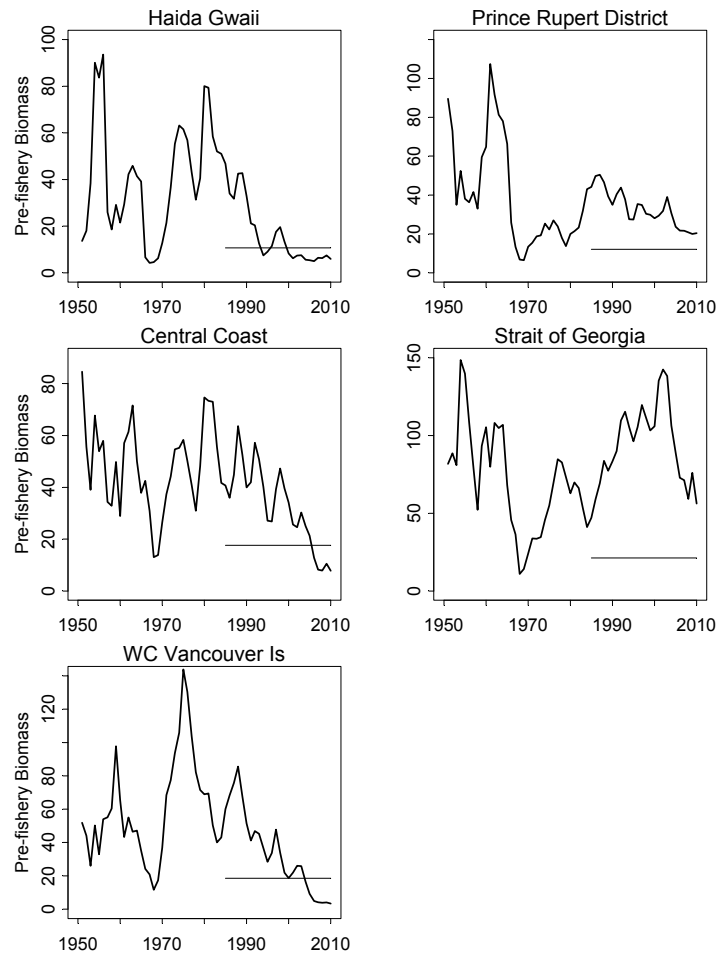 Haida Gwaii
Pre-fishery Biomass
0 20 40 60 80 100
1950 1970 1990 2010
Prince Rupert District
0 20 40 60 80 100
1950 1970 1990 2010
Central Coast
Pre-fishery Biomass
0 20 40 60 80
1950 1970 1990 2010
Strait of Georgia
0 50 100 150
1950 1970 1990 2010
WC Vancouver Is
Pre-fishery Biomass
0 20 40 60 80 120
1950 1970 1990 2010